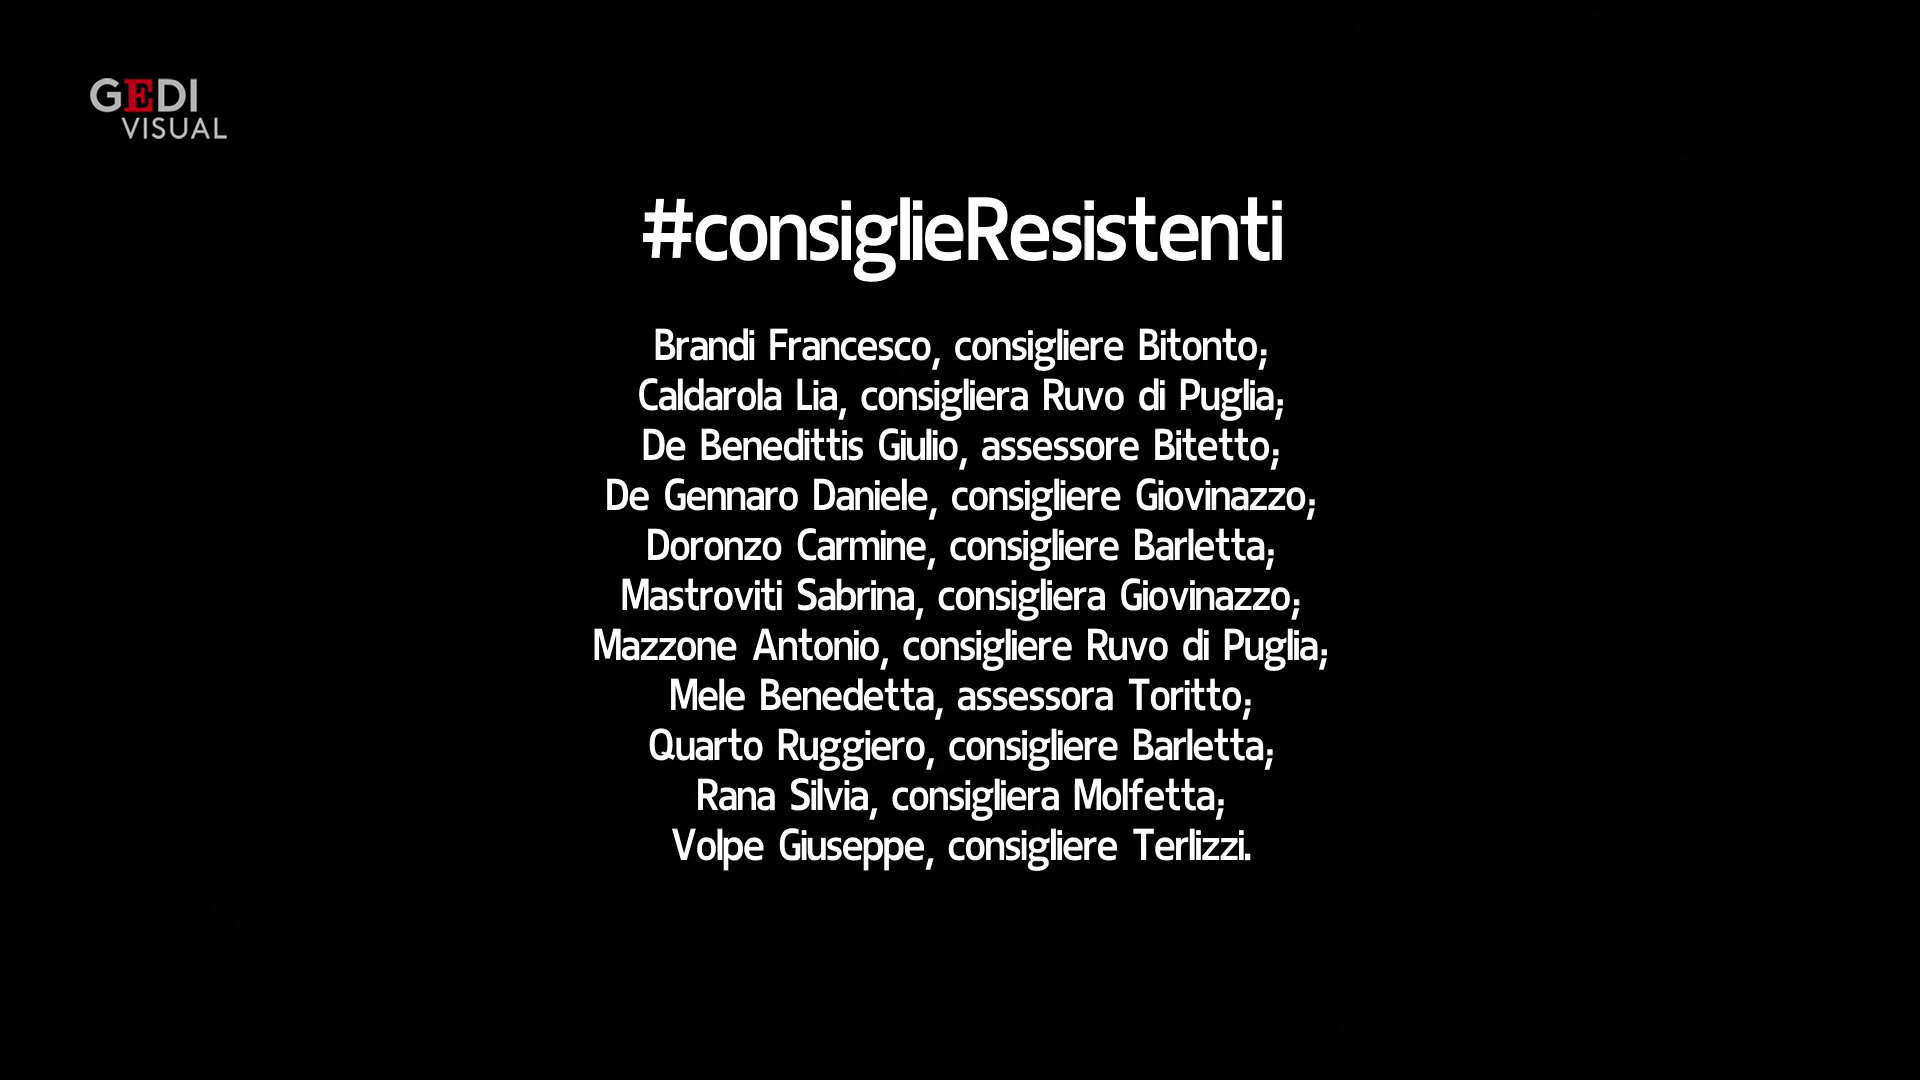 GEDI
VISUAL
#consiglieResistenti
Brandi Francesco, consigliere Bitonto;
Caldarola Lia, consigliera Ruvo di Puglia;
De Benedittis Giulio, assessore Bitetto;
De Gennaro Daniele, consigliere Giovinazzo;
Doronzo Carmine, consigliere Barletta;
Mastroviti Sabrina, consigliera Giovinazzo;
Mazzone Antonio, consigliere Ruvo di Puglia;
Mele Benedetta, assessora Toritto;
Quarto Ruggiero, consigliere Barletta;
Rana Silvia, consigliera Molfetta;
Volpe Giuseppe, consigliere Terlizzi.